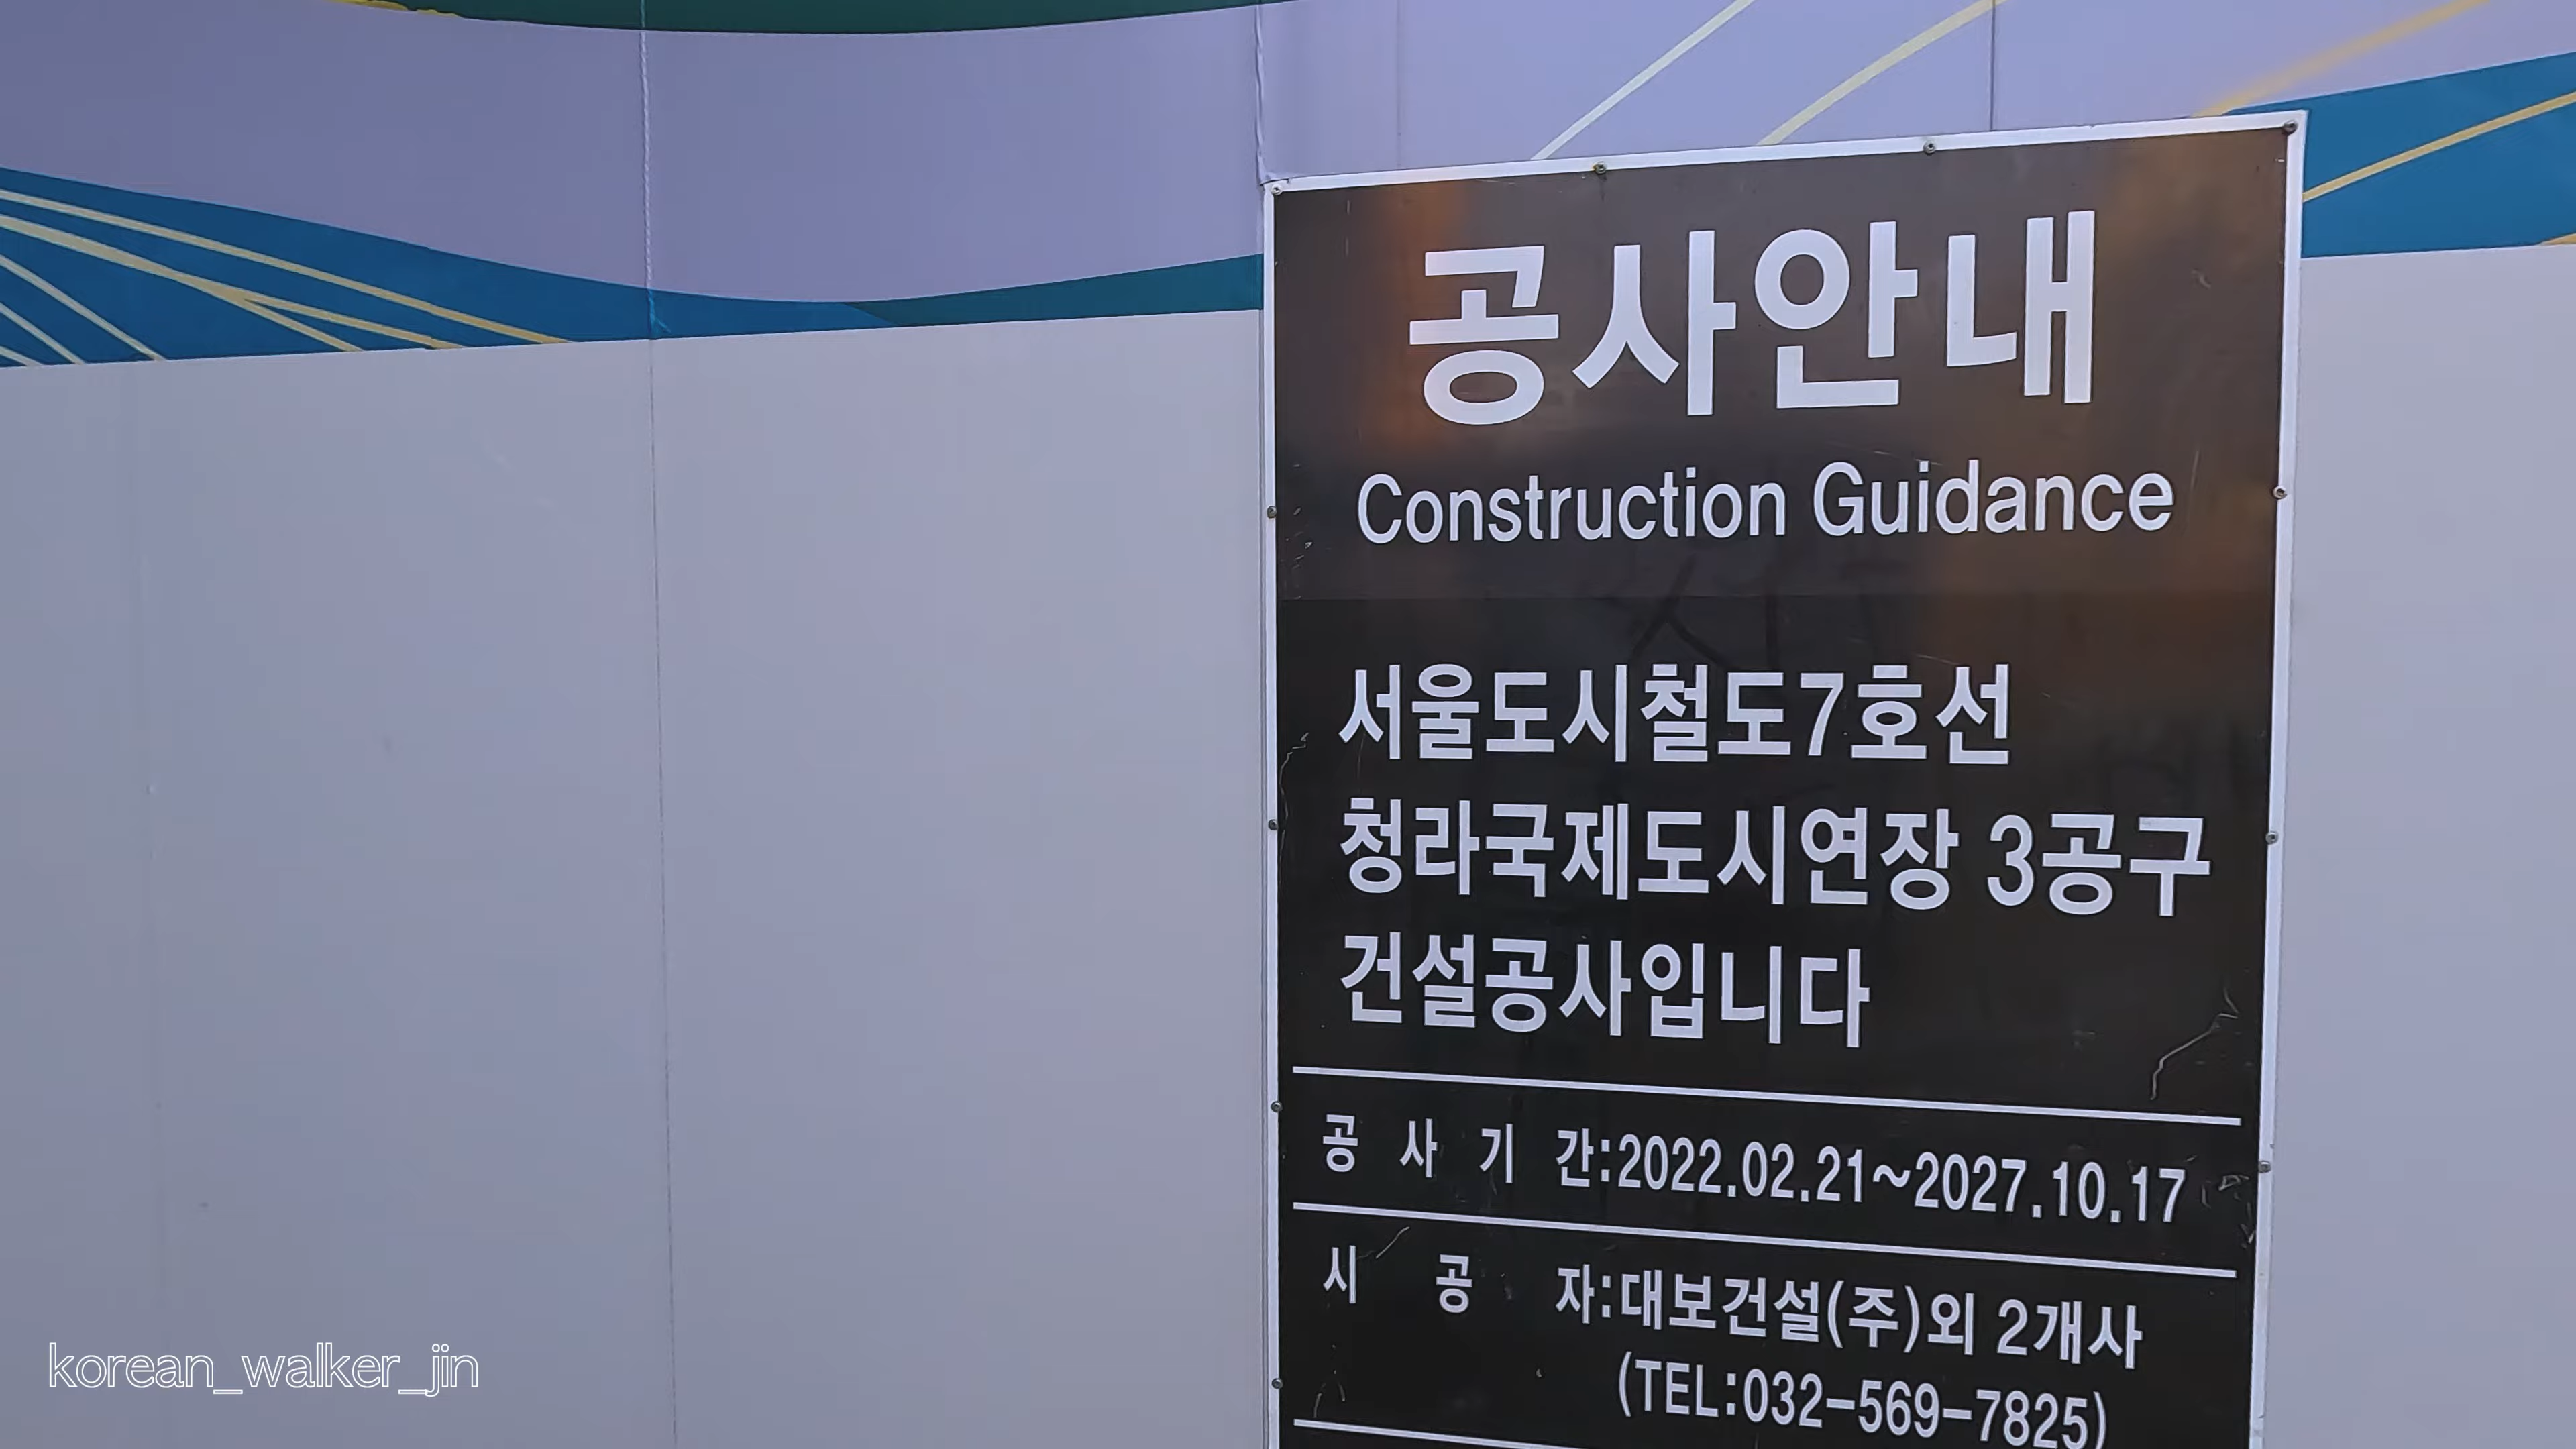 공사안내
Construction Guidance
서울도시철도7호선
청라국제도시연장 3공구
건설공사입니다
공 사 기 간:2022.02.21~2027.10.17
시 공 자:대보건설(주)외 2개사
(TEL:032-569-7825)
korean_walker_jin